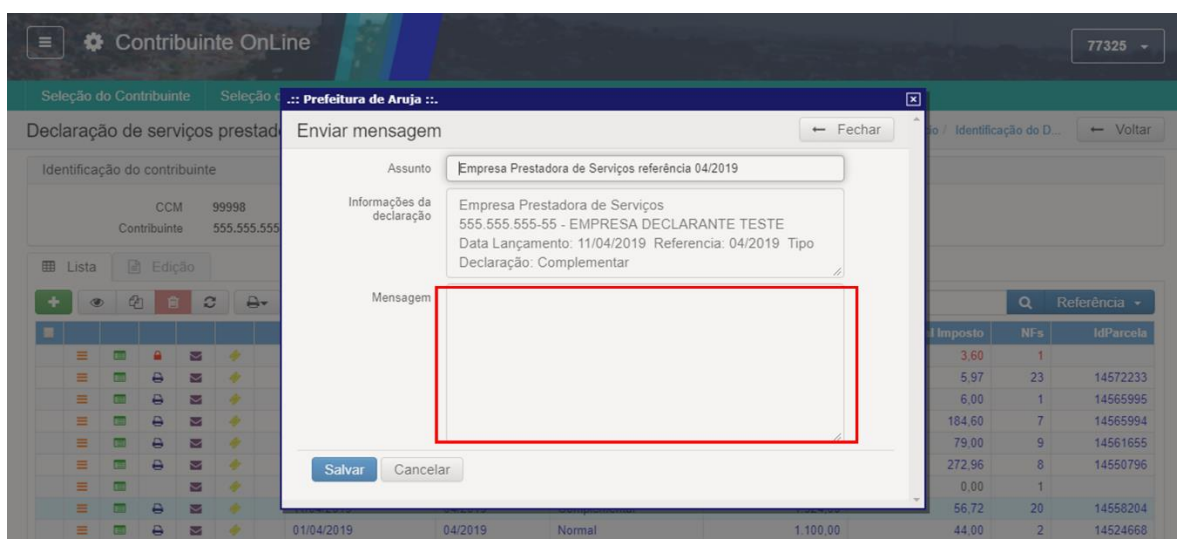 Contribuinte OnLine
77325
Seleção do Contribuinte Seleção
.:: Prefeitura de Aruja ::.
Declaração de serviços
Enviar mensagem
← Fechar
Identificação do D...
← Voltar
Identificação do contribuinte
Assunto Empresa Prestadora de Serviços referência 04/2019
CCM 99998
Contribuinte 555.555.555
Informações da
declaração
Empresa Prestadora de Serviços
555.555.555-55 - EMPRESA DECLARANTE TESTE
Data Lançamento: 11/04/2019 Referencia: 04/2019 Tipo
Declaração: Complementar
Lista Edição
Mensagem
Referência
Imposto NFs IdParcela
3,60 1
5,97 23 14572233
6,00 1 14565995
184,60 7 14565994
79,00 9 14561655
272,96 8 14550796
0,00 1
Salvar Cancelar
56,72 20 14558204
01/04/2019 04/2019 Normal 1.100,00 44,00 2 14524668